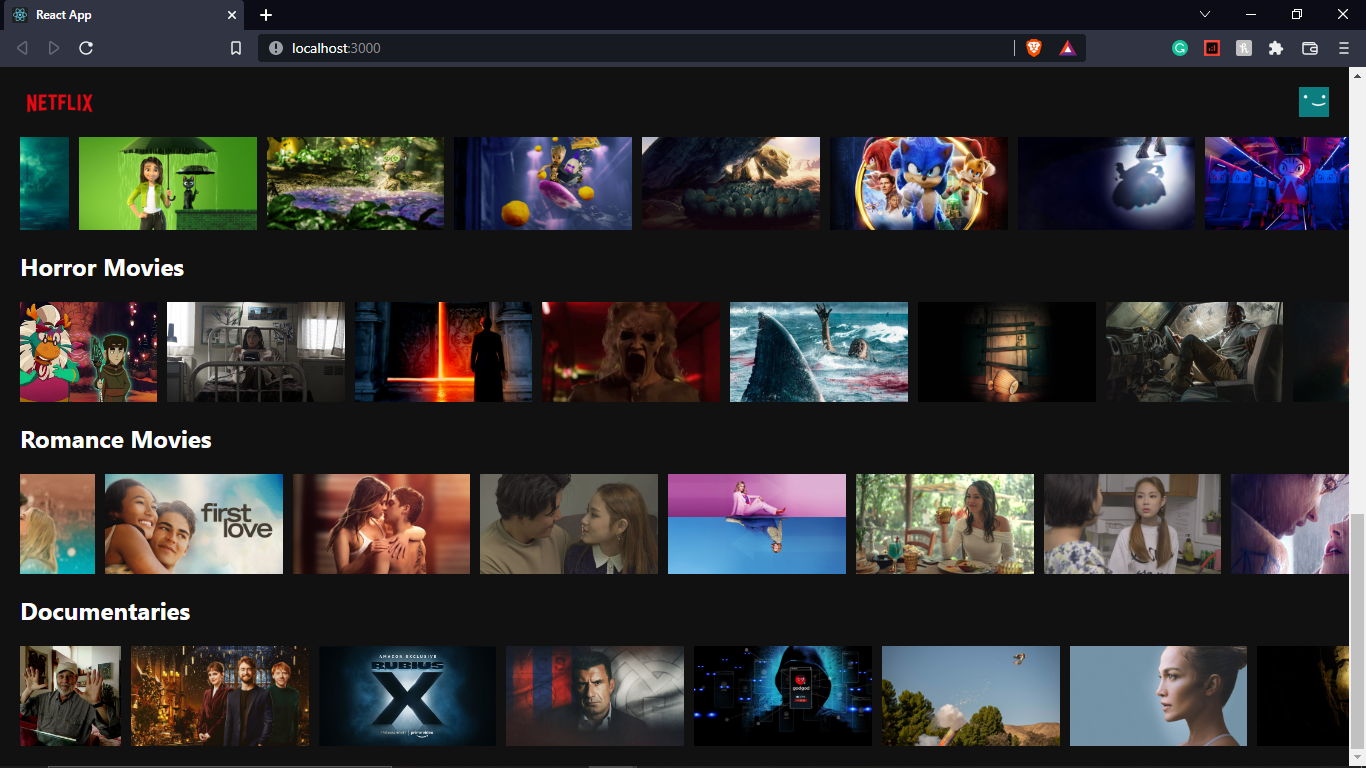 React App
localhost:3000
NETFLIX
Horror Movies
Romance Movies
first
love
Documentaries
AMAZON EXCLUSIVE
RUBIUS
X
prime video